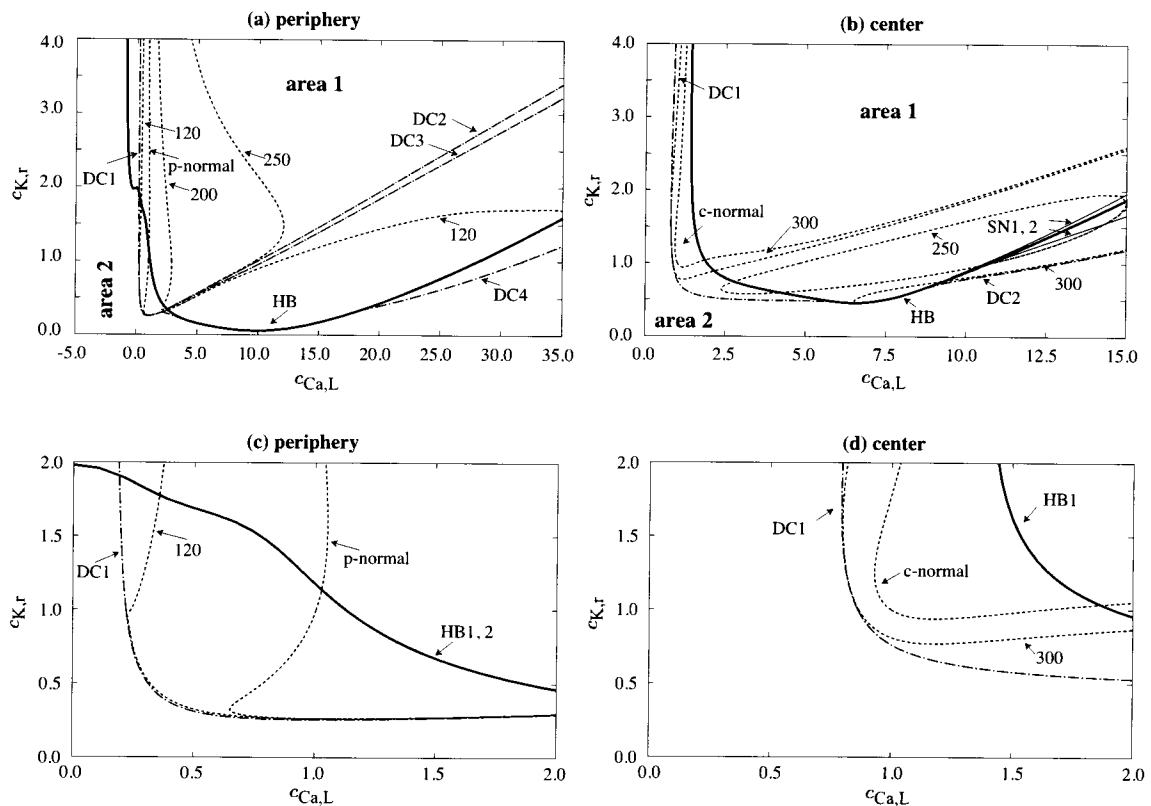 (a) periphery
4.0
3.0
2.0
1.0
0.0
cK,r
-5.0 0.0 5.0 10.0 15.0 20.0 25.0 30.0 35.0
cCa,L
area 1
area 2
120
DC1
p-normal
200
250
DC2
DC3
120
HB
DC4
(b) center
4.0
3.0
2.0
1.0
0.0
cK,r
0.0 2.5 5.0 7.5 10.0 12.5 15.0
cCa,L
DC1
area 1
c-normal
300
250
SN1, 2
300
DC2
HB
area 2
(c) periphery
2.0
1.5
1.0
0.5
0.0
cK,r
0.0 0.5 1.0 1.5 2.0
cCa,L
DC1
120
p-normal
HB1, 2
(d) center
2.0
1.5
1.0
0.5
0.0
cK,r
0.0 0.5 1.0 1.5 2.0
cCa,L
DC1
HB1
c-normal
300